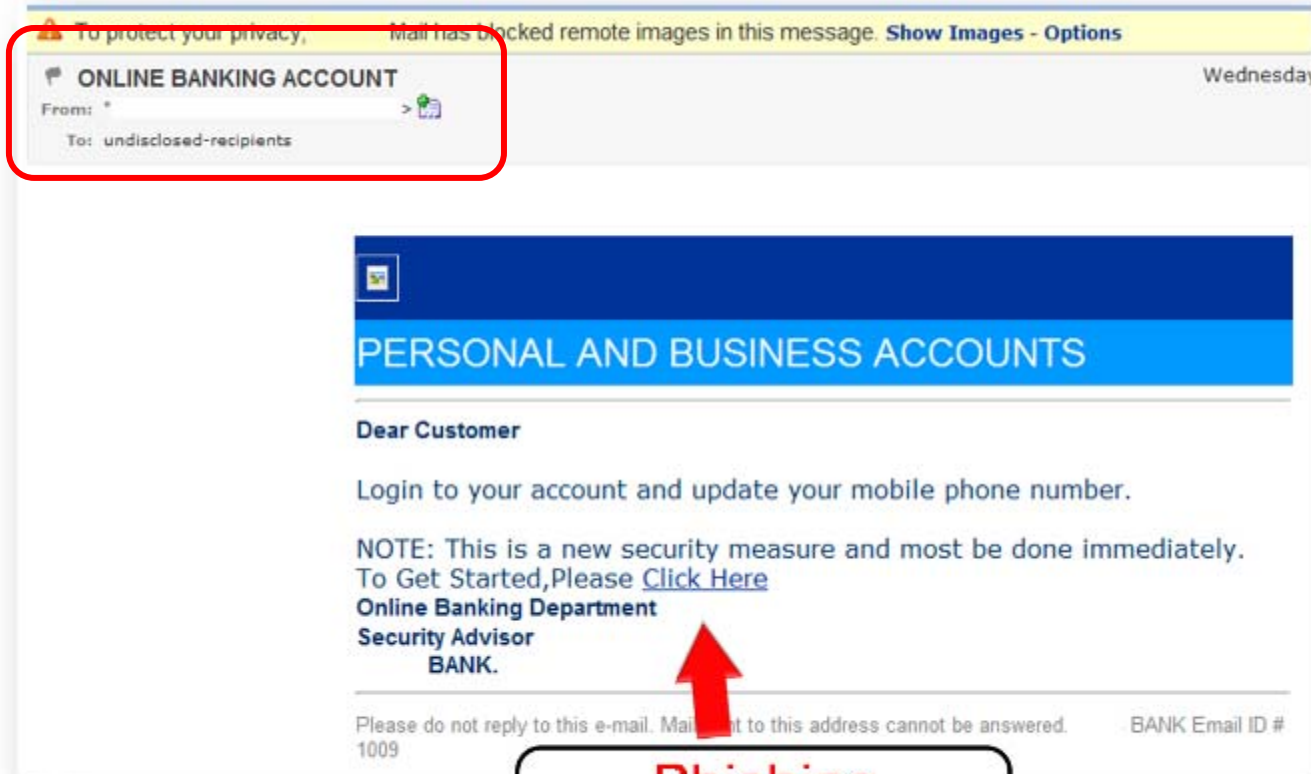 To protect your privacy, Mail has blocked remote images in this message. Show Images - Options
ONLINE BANKING ACCOUNT
Wednesday
From: *
>
To: undisclosed-recipients
PERSONAL AND BUSINESS ACCOUNTS
Dear Customer
Login to your account and update your mobile phone number.
NOTE: This is a new security measure and most be done immediately.
To Get Started,Please Click Here
Online Banking Department
Security Advisor
BANK.
Please do not reply to this e-mail. Mail to this address cannot be answered. BANK Email ID #
1009